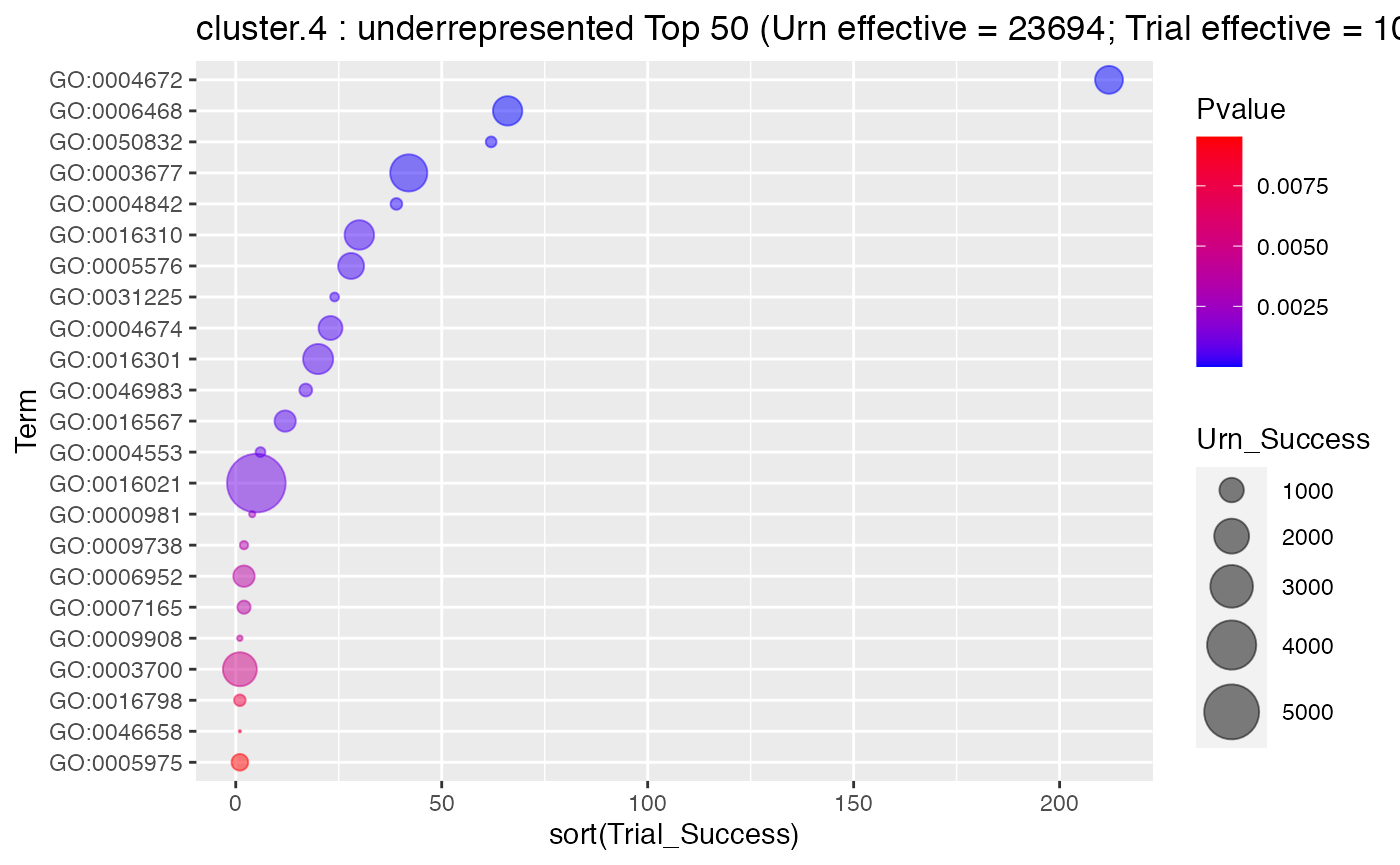 cluster.4 : underrepresented Top 50 (Urn effective = 23694; Trial effective = 10
Term
GO:0004672
GO:0006468
GO:0050832
GO:0003677
GO:0004842
GO:0016310
GO:0005576
GO:0031225
GO:0004674
GO:0016301
GO:0046983
GO:0016567
GO:0004553
GO:0016021
GO:0000981
GO:0009738
GO:0006952
GO:0007165
GO:0009908
GO:0003700
GO:0016798
GO:0046658
GO:0005975
0 50 100 150 200
sort(Trial_Success)
Pvalue
0.0075
0.0050
0.0025
Urn_Success
1000
2000
3000
4000
5000